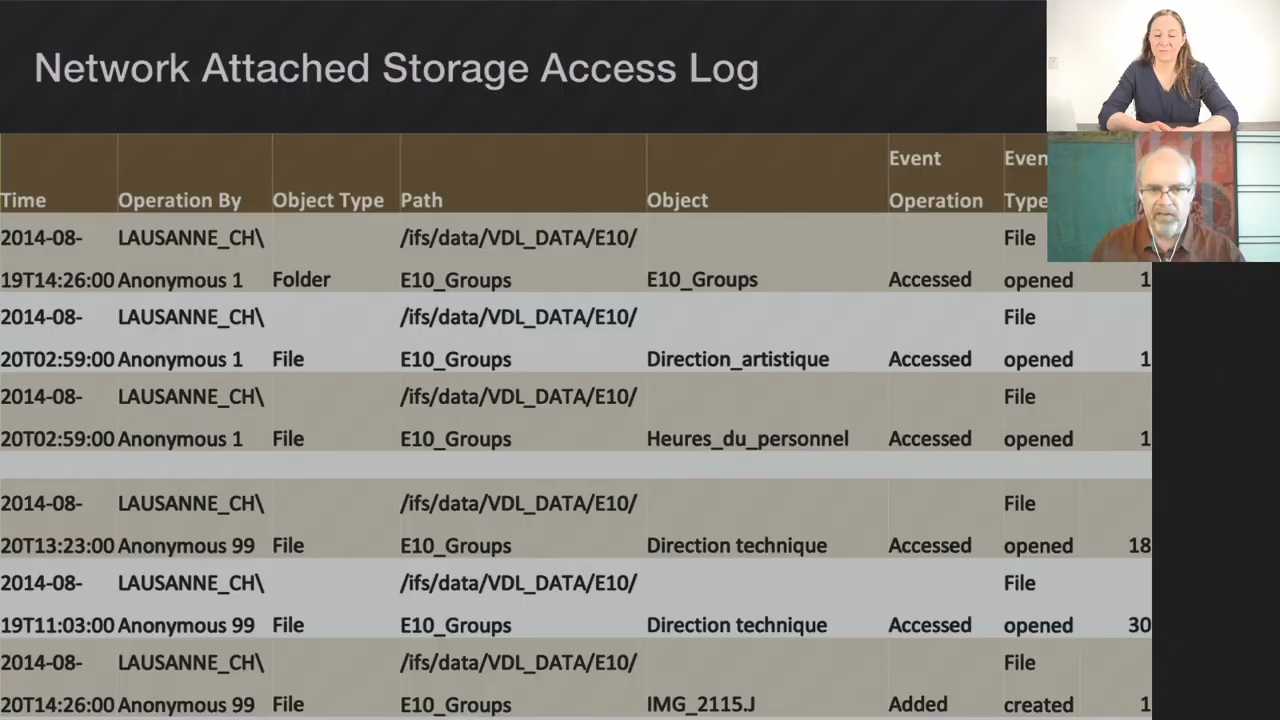 Network Attached Storage Access Log
Event Even
Time Operation By Object Type Path Object Operation Type
2014-08- LAUSANNE_CH\ /ifs/data/VDL_DATA/E10/ File
19T14:26:00 Anonymous 1 Folder E10_Groups E10_Groups Accessed opened 1
2014-08- LAUSANNE_CH\ /ifs/data/VDL_DATA/E10/ File
20T02:59:00 Anonymous 1 File E10_Groups Direction_artistique Accessed opened 1
2014-08- LAUSANNE_CH\ /ifs/data/VDL_DATA/E10/ File
20T02:59:00 Anonymous 1 File E10_Groups Heures_du_personnel Accessed opened 1
2014-08- LAUSANNE_CH\ /ifs/data/VDL_DATA/E10/ File
20T13:23:00 Anonymous 99 File E10_Groups Direction technique Accessed opened 18
2014-08- LAUSANNE_CH\ /ifs/data/VDL_DATA/E10/ File
19T11:03:00 Anonymous 99 File E10_Groups Direction technique Accessed opened 30
2014-08- LAUSANNE_CH\ /ifs/data/VDL_DATA/E10/ File
20T14:26:00 Anonymous 99 File E10_Groups IMG_2115.J Added created 1